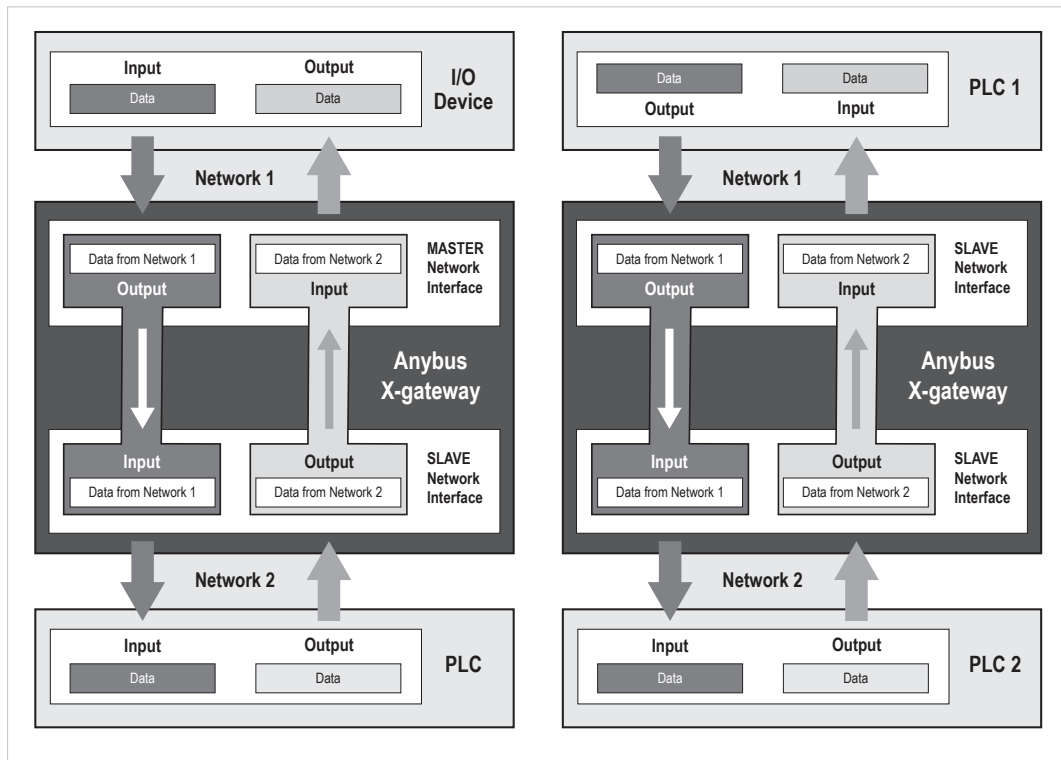 Input
Output
Data
Data
I/O
Device
Network 1
Data from Network 1
Data from Network 2
Output
Input
MASTER
Network
Interface
Anybus
X-gateway
Input
Output
Data from Network 1
Data from Network 2
SLAVE
Network
Interface
Network 2
Input
Output
Data
Data
PLC
Data
Data
Output
Input
PLC 1
Network 1
Data from Network 1
Data from Network 2
Output
Input
SLAVE
Network
Interface
Anybus
X-gateway
Input
Output
Data from Network 1
Data from Network 2
SLAVE
Network
Interface
Network 2
Input
Output
Data
Data
PLC 2